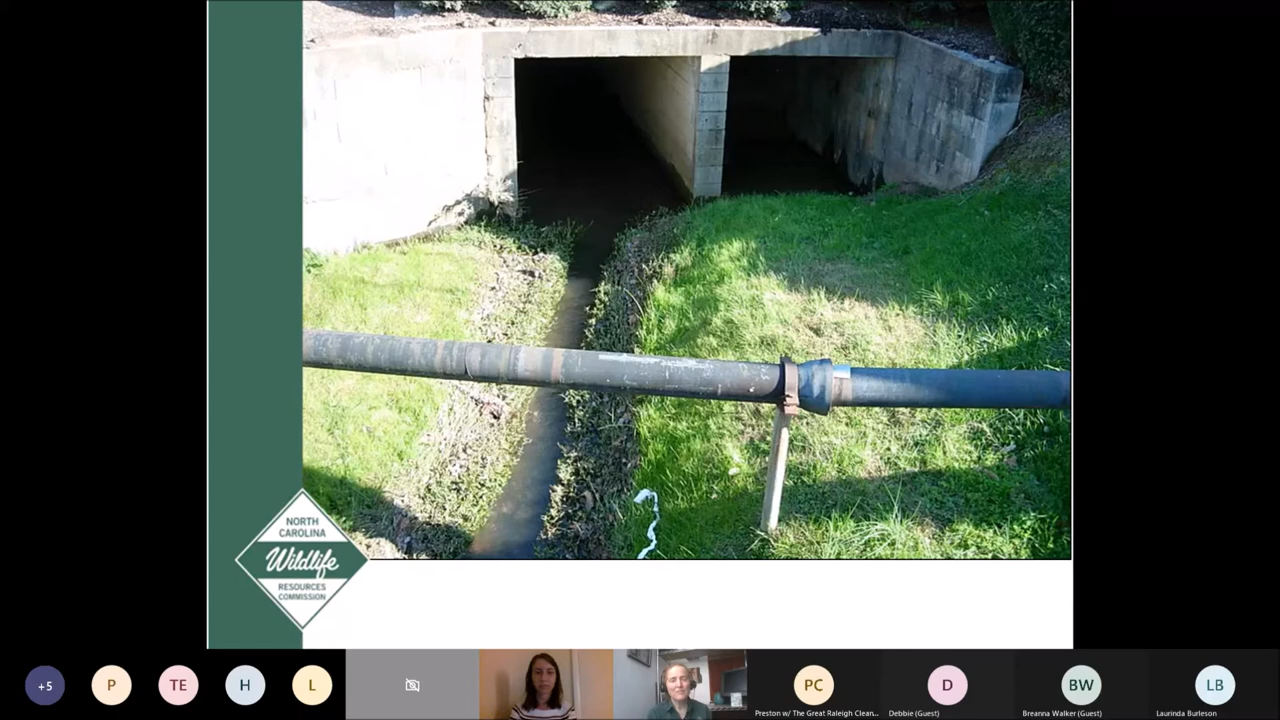 NORTH
CAROLINA
Wildlife
RESOURCES
COMMISSION
+5
P
TE
H
L
PC
D
BW
LB
Preston w/ The Great Raleigh Clean...
Debbie (Guest)
Breanna Walker (Guest)
Laurinda Burleson